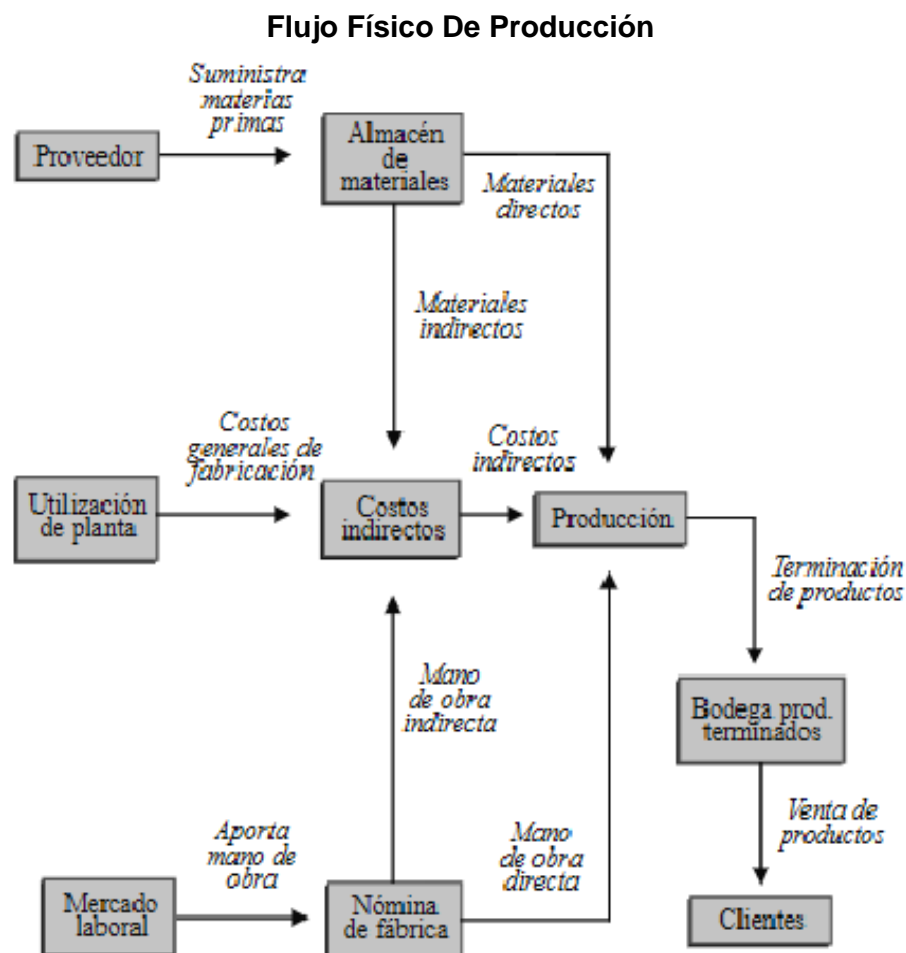 Flujo Físico De Producción
Suministra
materias
primas
Proveedor
Almacén
de
materiales
Materiales
directos
Materiales
indirectos
Costos
generales de
fabricación
Costos
indirectos
Utilización
de planta
Costos
indirectos
Producción
Terminación
de productos
Mano
de obra
indirecta
Bodega prod.
terminados
Aporta
mano de
obra
Mano
de obra
directa
Venta de
productos
Mercado
laboral
Nómina
de fábrica
Clientes